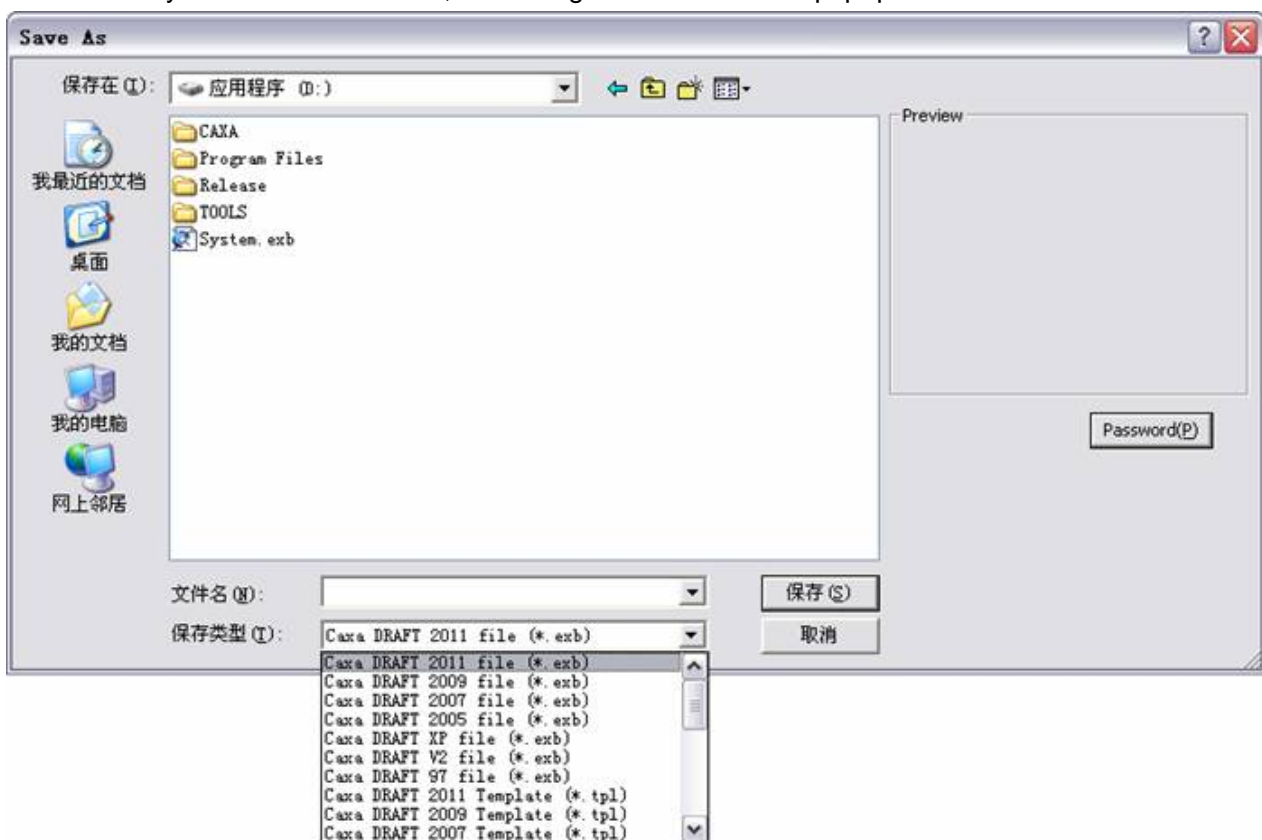 Save As
保存在(I):
应用程序 (D:)
Preview
CAXA
Program Files
Release
TOOLS
System.exb
我最近的文档
桌面
我的文档
我的电脑
网上邻居
Password(P)
文件名(N):
保存(S)
保存类型(T):
Caxa DRAFT 2011 file (*.exb)
取消
Caxa DRAFT 2011 file (*.exb)
Caxa DRAFT 2009 file (*.exb)
Caxa DRAFT 2007 file (*.exb)
Caxa DRAFT 2005 file (*.exb)
Caxa DRAFT XP file (*.exb)
Caxa DRAFT V2 file (*.exb)
Caxa DRAFT 97 file (*.exb)
Caxa DRAFT 2011 Template (*.tpl)
Caxa DRAFT 2009 Template (*.tpl)
Caxa DRAFT 2007 Template (*.tpl)